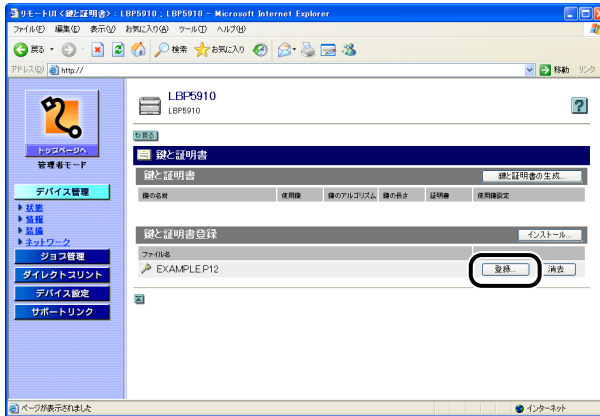 リモートUI <鍵と証明書> : LBP5910 ; LBP5910 - Microsoft Internet Explorer
ファイル(F) 編集(E) 表示(V) お気に入り(A) ツール(T) ヘルプ(H)
戻る 検索 お気に入り
アドレス(D) http:// 移動 リンク
LBP5910
LBP5910
トップページへ
管理者モード
戻る
鍵と証明書
鍵と証明書 鍵と証明書の生成...
鍵の名前 使用鍵 鍵のアルゴリズム 鍵の長さ 証明書 使用鍵設定
デバイス管理
状態
情報
装備
ネットワーク
ジョブ管理
ダイレクトプリント
デバイス設定
サポートリンク
鍵と証明書登録 インストール...
ファイル名
EXAMPLE.P12 登録... 消去
ページが表示されました インターネット